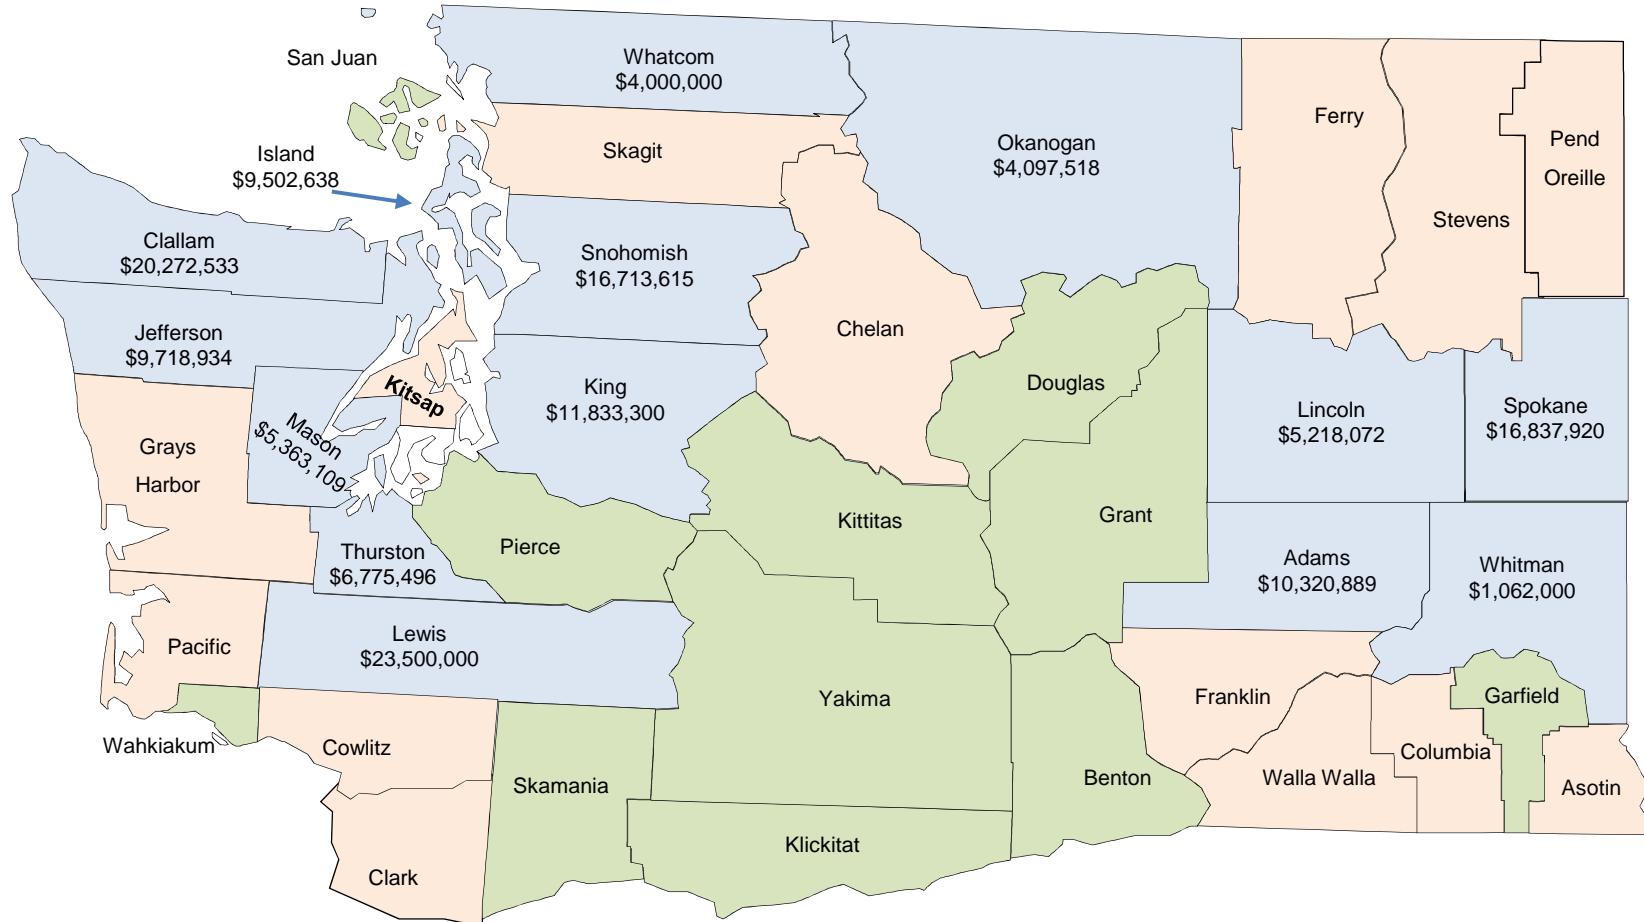 San Juan
Whatcom
$4,000,000
Island
$9,502,638
Skagit
Okanogan
$4,097,518
Ferry
Pend
Oreille
Stevens
Clallam
$20,272,533
Snohomish
$16,713,615
Jefferson
$9,718,934
Chelan
Kitsap
King
$11,833,300
Douglas
Lincoln
$5,218,072
Spokane
$16,837,920
Grays
Harbor
Mason
$5,363,109
Kittitas
Grant
Pierce
Thurston
$6,775,496
Adams
$10,320,889
Whitman
$1,062,000
Pacific
Lewis
$23,500,000
Yakima
Franklin
Garfield
Wahkiakum
Cowlitz
Skamania
Benton
Walla Walla
Columbia
Asotin
Klickitat
Clark